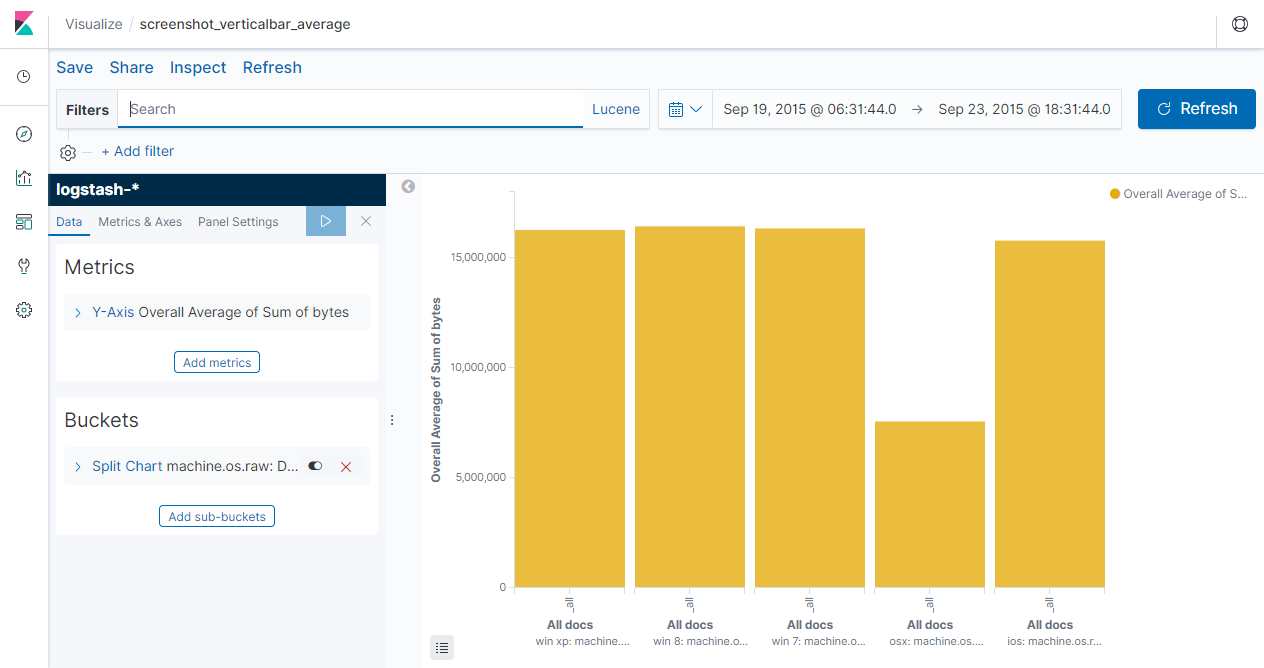 Visualize / screenshot_verticalbar_average
Save Share Inspect Refresh
Filters Search Lucene Sep 19, 2015 @ 06:31:44.0 → Sep 23, 2015 @ 18:31:44.0 Refresh
+ Add filter
logstash-*
Data Metrics & Axes Panel Settings
Metrics
Y-Axis Overall Average of Sum of bytes
Add metrics
Buckets
Split Chart machine.os.raw: D...
Add sub-buckets
Overall Average of S...
Overall Average of Sum of bytes
15,000,000
10,000,000
5,000,000
0
_all _all _all _all _all
All docs All docs All docs All docs All docs
win xp: machine.... win 8: machine.o... win 7: machine.o... osx: machine.os.... ios: machine.os.r...